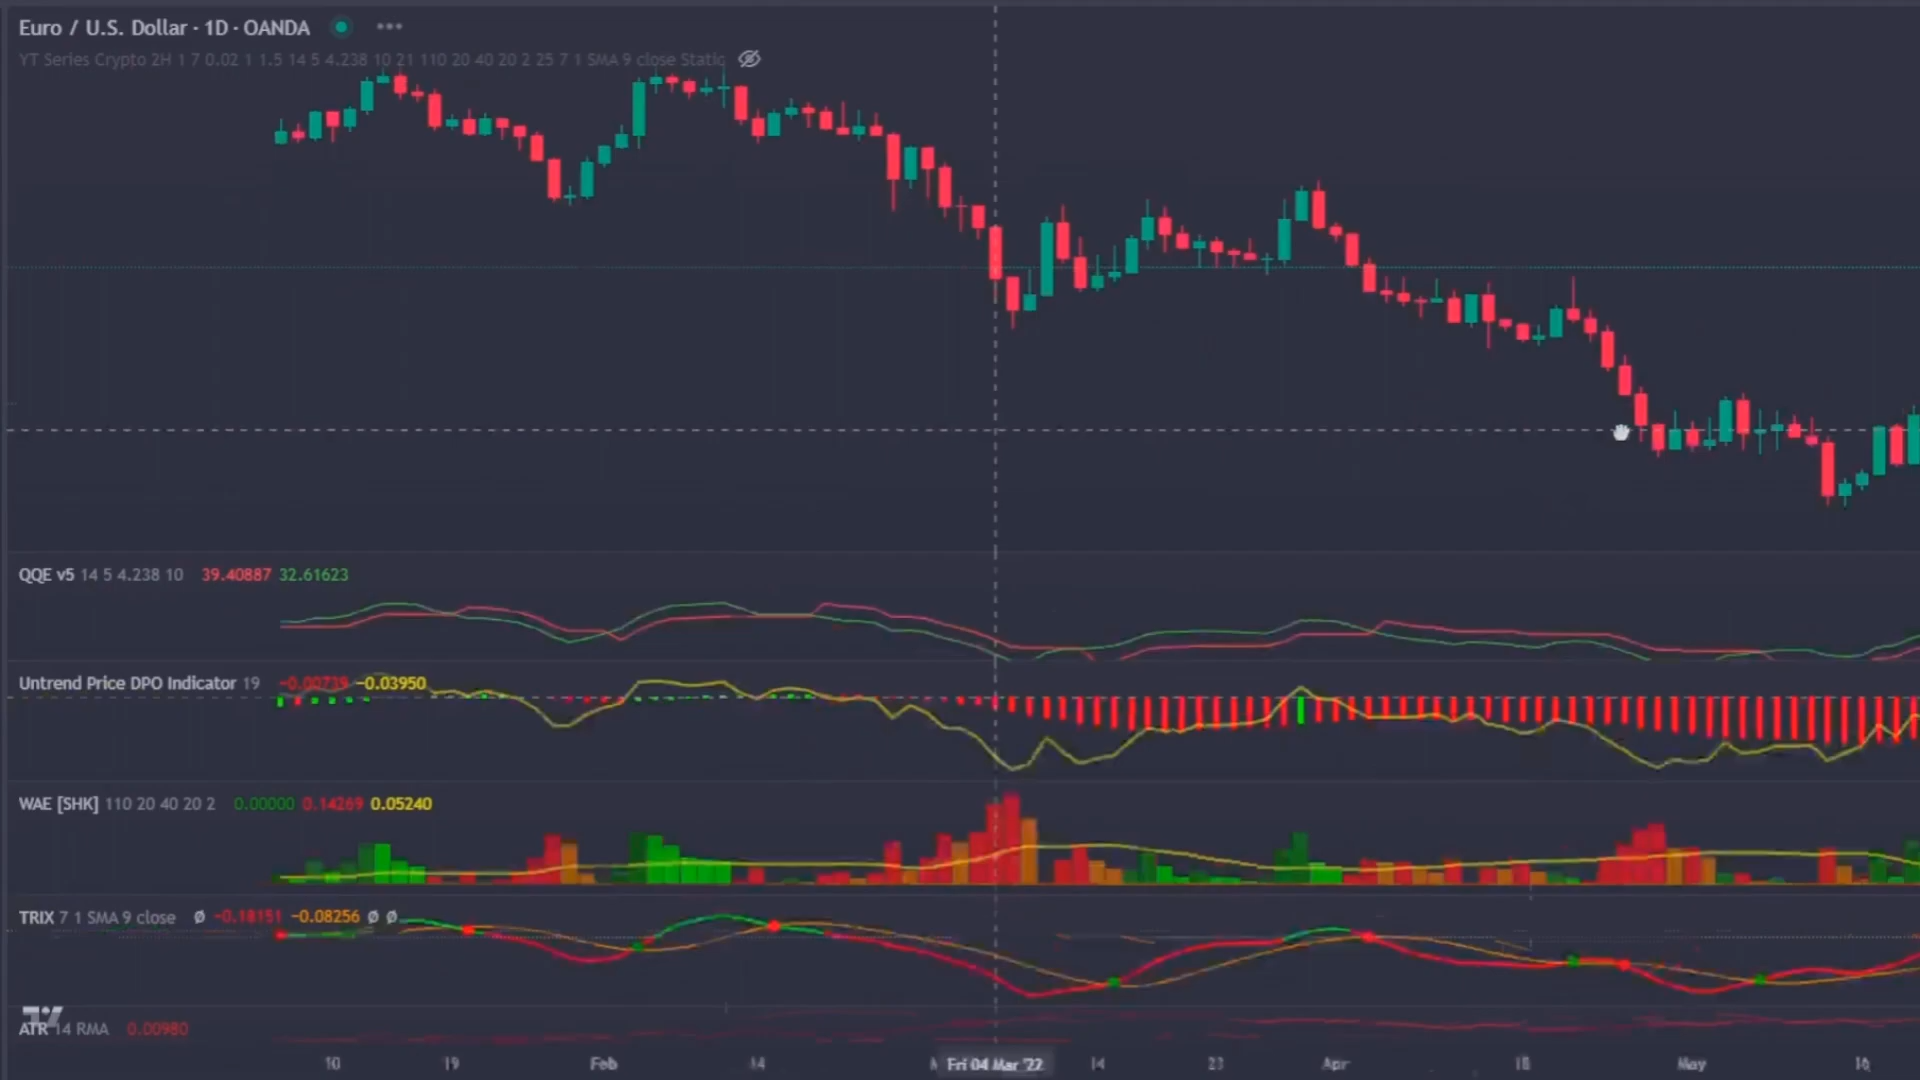 Euro / U.S. Dollar · 1D · OANDA
YT Series Crypto 2H 1 7 0.02 1 1.5 14 5 4.238 10 21 110 20 40 20 2 25 7 1 SMA 9 close Static
QQE v5 14 5 4.238 10 39.40887 32.61623
Untrend Price DPO Indicator 19 −0.00739 −0.03950
WAE [SHK] 110 20 40 20 2 0.00000 0.14269 0.05240
TRIX 7 1 SMA 9 close Ø −0.18151 −0.08256 Ø Ø
ATR 14 RMA 0.00980
10 19 Feb 14 Fri 04 Mar '22 14 23 Apr 18 May 16